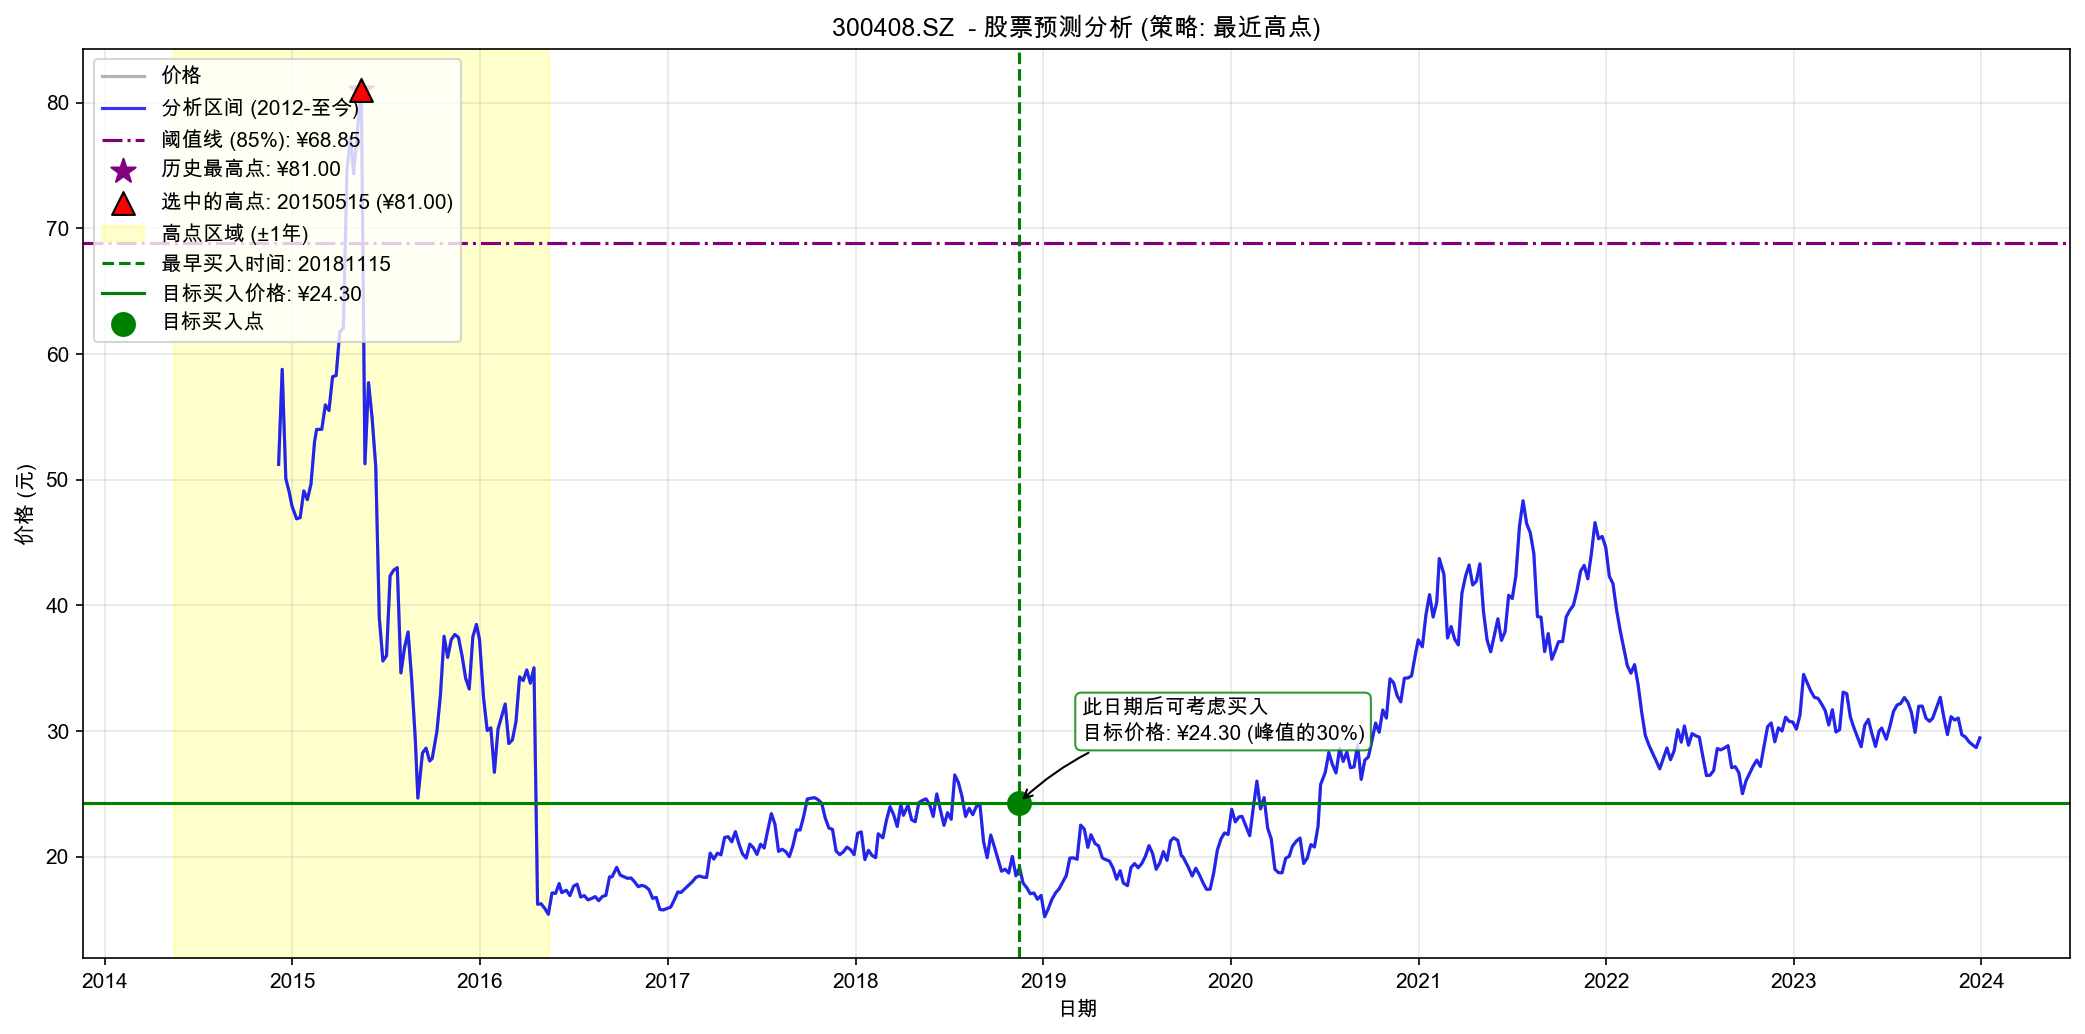 300408.SZ - 股票预测分析 (策略: 最近高点)
价格
分析区间 (2012-至今)
阈值线 (85%): ¥68.85
历史最高点: ¥81.00
选中的高点: 20150515 (¥81.00)
高点区域 (±1年)
最早买入时间: 20181115
目标买入价格: ¥24.30
目标买入点
此日期后可考虑买入
目标价格: ¥24.30 (峰值的30%)
价格 (元)
80
70
60
50
40
30
20
2014 2015 2016 2017 2018 2019 2020 2021 2022 2023 2024
日期